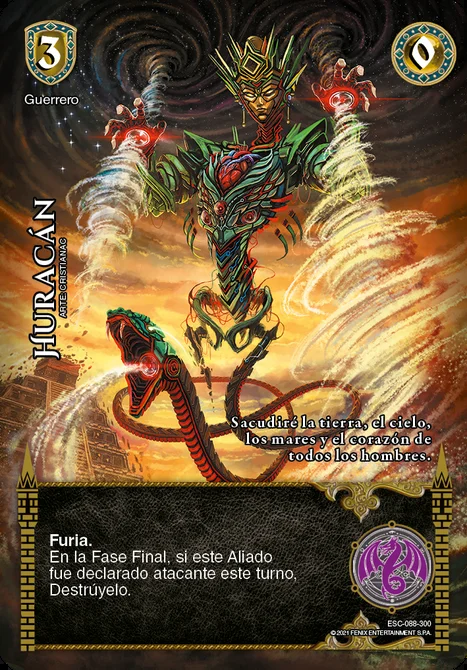 3
0
Guerrero
HURACÁN
ARTE: CRISTIANAC
Sacudiré la tierra, el cielo,
los mares y el corazón de
todos los hombres.
Furia.
En la Fase Final, si este Aliado
fue declarado atacante este turno,
Destrúyelo.
ESC-088-300
© 2021 FENIX ENTERTAINMENT S.P.A.